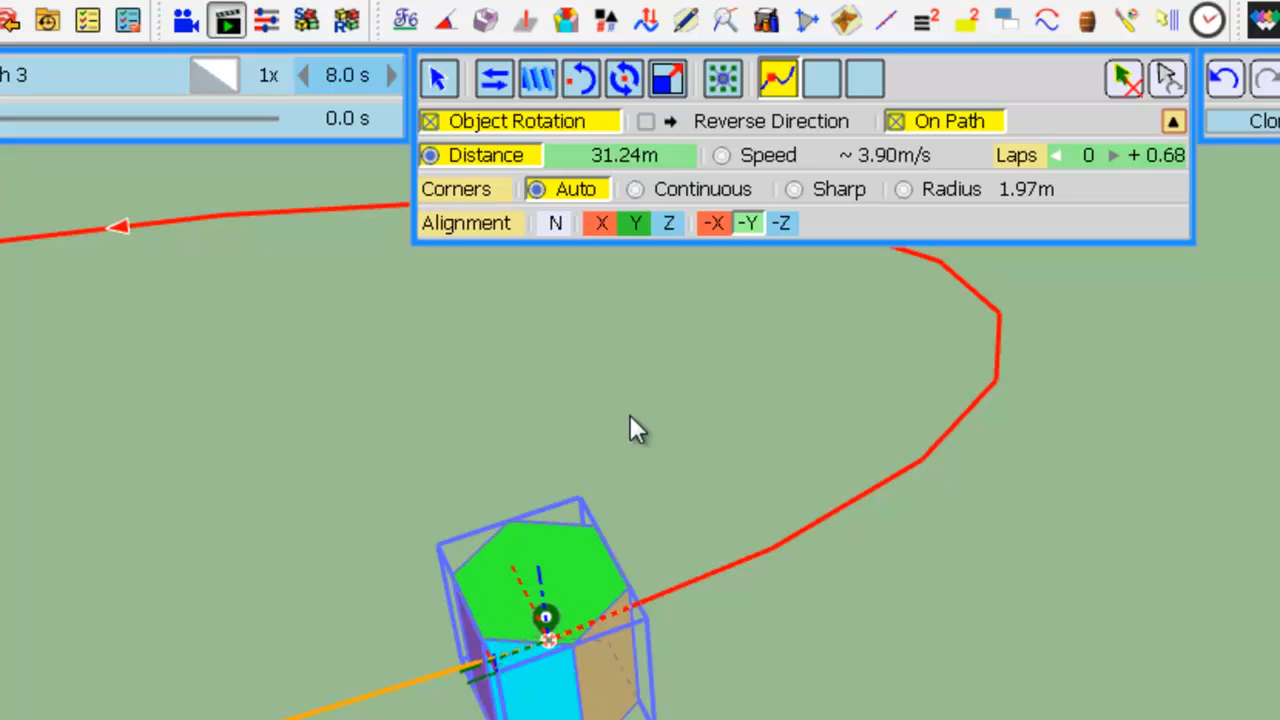 h 3 1x 8.0 s
0.0 s
Object Rotation Reverse Direction On Path
Distance 31.24m Speed ~ 3.90m/s Laps 0 + 0.68
Corners Auto Continuous Sharp Radius 1.97m
Alignment N X Y Z -X -Y -Z
Clo